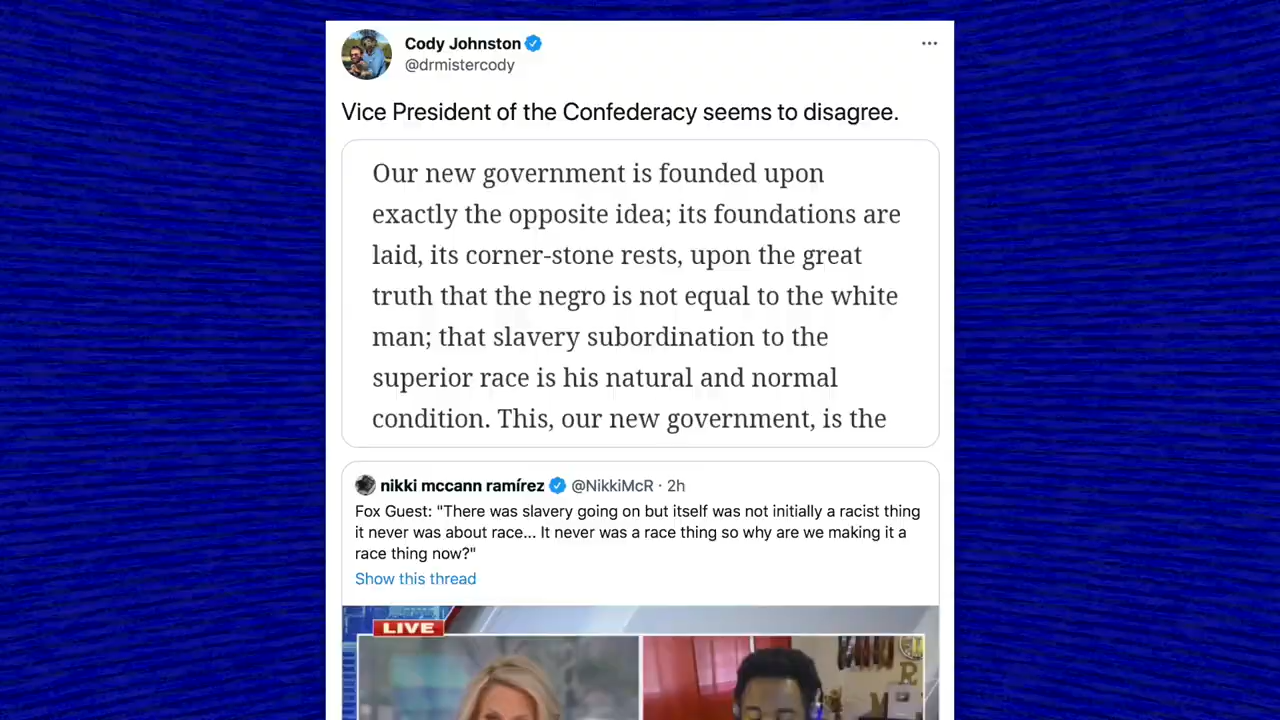 Cody Johnston
@drmistercody
Vice President of the Confederacy seems to disagree.
Our new government is founded upon
exactly the opposite idea; its foundations are
laid, its corner-stone rests, upon the great
truth that the negro is not equal to the white
man; that slavery subordination to the
superior race is his natural and normal
condition. This, our new government, is the
nikki mccann ramírez @NikkiMcR · 2h
Fox Guest: "There was slavery going on but itself was not initially a racist thing
it never was about race... It never was a race thing so why are we making it a
race thing now?"
Show this thread
LIVE
R
M